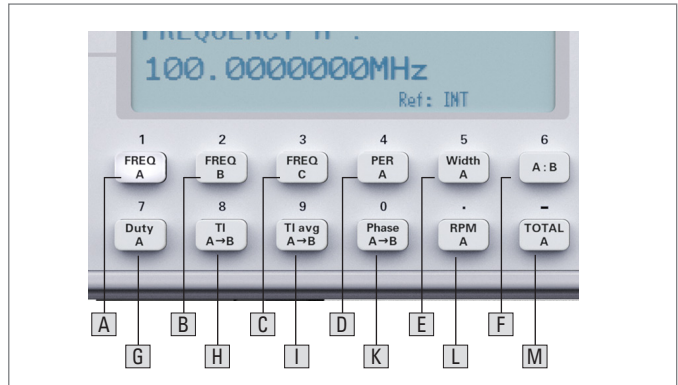 FREQUENCY A :
100.0000000MHz
Ref: INT
1 2 3 4 5 6
FREQ A FREQ B FREQ C PER A Width A A : B
7 8 9 0 . –
Duty A TI A→B TI avg A→B Phase A→B RPM A TOTAL A
A B C D E F
G H I K L M